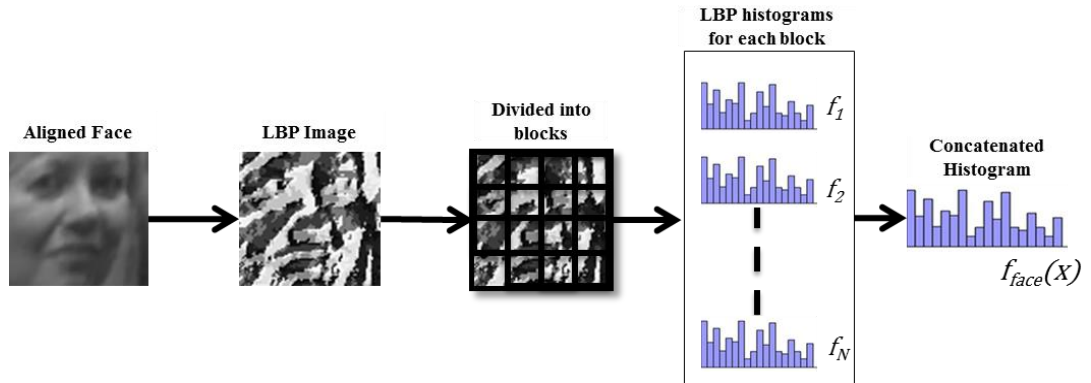 Aligned Face
LBP Image
Divided into
blocks
LBP histograms
for each block
f1
f2
fN
Concatenated
Histogram
fface(x)